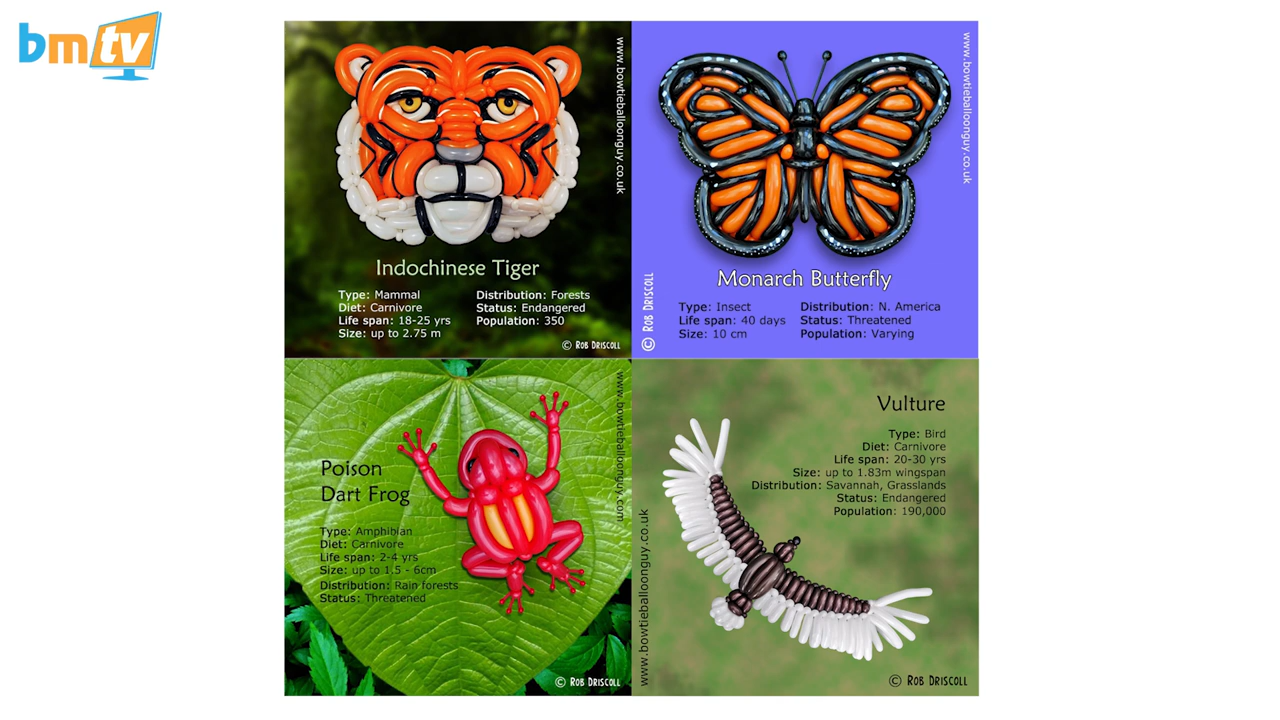 bmtv
www.bowtieballoonguy.co.uk
Indochinese Tiger
Type: Mammal
Diet: Carnivore
Life span: 18-25 yrs
Size: up to 2.75 m
Distribution: Forests
Status: Endangered
Population: 350
© Rob Driscoll
www.bowtieballoonguy.co.uk
Monarch Butterfly
© Rob Driscoll
Type: Insect
Life span: 40 days
Size: 10 cm
Distribution: N. America
Status: Threatened
Population: Varying
www.bowtieballoonguy.com
Poison
Dart Frog
Type: Amphibian
Diet: Carnivore
Life span: 2-4 yrs
Size: up to 1.5 - 6cm
Distribution: Rain forests
Status: Threatened
© Rob Driscoll
Vulture
Type: Bird
Diet: Carnivore
Life span: 20-30 yrs
Size: up to 1.83m wingspan
Distribution: Savannah, Grasslands
Status: Endangered
Population: 190,000
www.bowtieballoonguy.co.uk
© Rob Driscoll